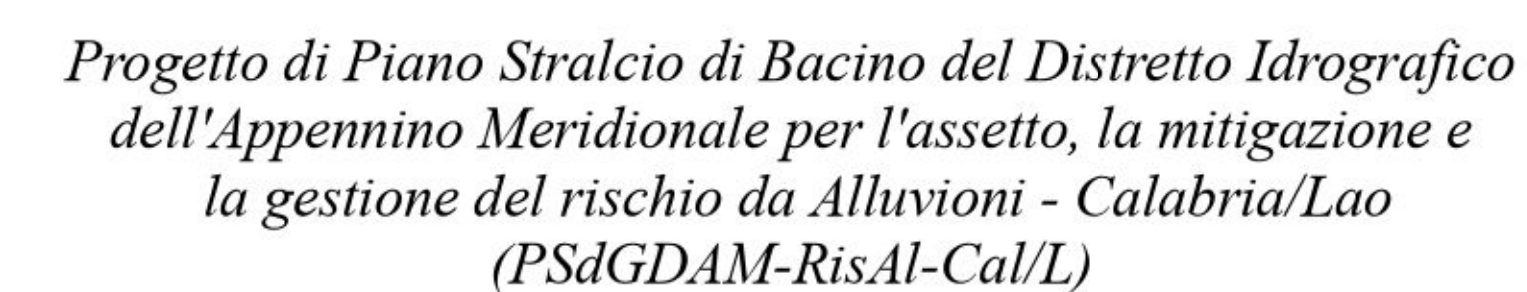 Progetto di Piano Stralcio di Bacino del Distretto Idrografico
dell'Appennino Meridionale per l'assetto, la mitigazione e
la gestione del rischio da Alluvioni - Calabria/Lao
(PSdGDAM-RisAl-Cal/L)